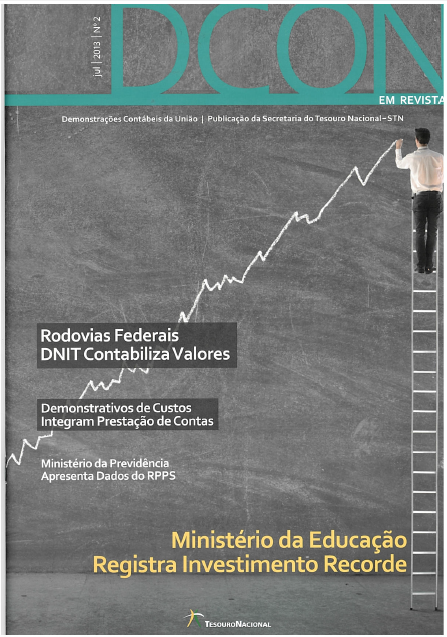 jul | 2013 | Nº 2
DCON
EM REVISTA
Demonstrações Contábeis da União | Publicação da Secretaria do Tesouro Nacional–STN
Rodovias Federais
DNIT Contabiliza Valores
Demonstrativos de Custos
Integram Prestação de Contas
Ministério da Previdência
Apresenta Dados do RPPS
Ministério da Educação
Registra Investimento Recorde
TESOURONACIONAL